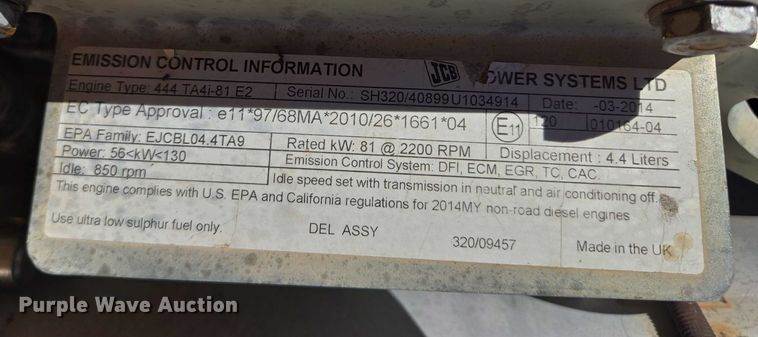 EMISSION CONTROL INFORMATION JCB POWER SYSTEMS LTD
Engine Type: 444 TA4i-81 E2 Serial No.: SH320/40899U1034914 Date: -03-2014
EC Type Approval : e11*97/68MA*2010/26*1661*04 E11 120 010164-04
EPA Family: EJCBL04.4TA9 Rated kW: 81 @ 2200 RPM Displacement : 4.4 Liters
Power: 56<kW<130 Emission Control System: DFI, ECM, EGR, TC, CAC.
Idle: 850 rpm Idle speed set with transmission in neutral and air conditioning off.
This engine complies with U.S. EPA and California regulations for 2014MY non-road diesel engines
Use ultra low sulphur fuel only. DEL ASSY 320/09457 Made in the UK
Purple Wave Auction